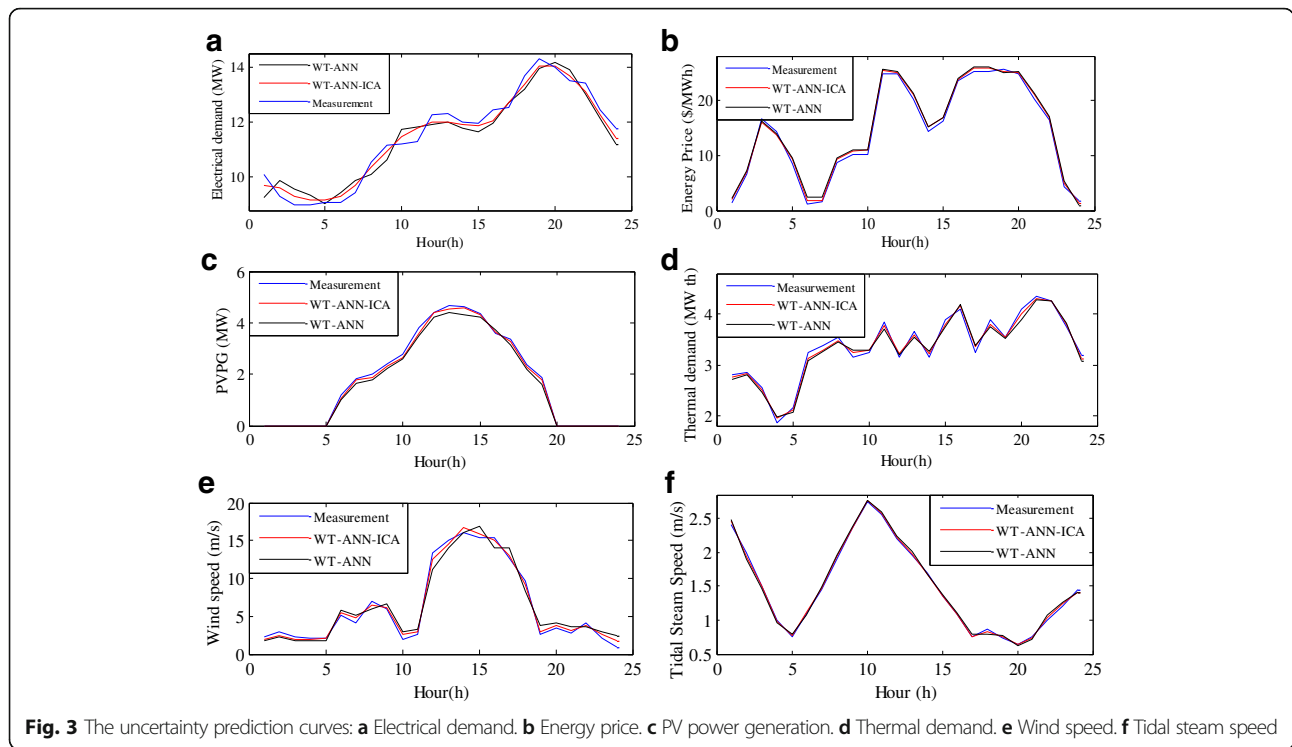 a
WT-ANN
WT-ANN-ICA
Measurement
Electrical demand (MW)
14
12
10
0 5 10 15 20 25
Hour(h)
b
Measurement
WT-ANN-ICA
WT-ANN
Energy Price ($/MWh)
20
10
0
0 5 10 15 20 25
Hour(h)
c
Measurement
WT-ANN-ICA
WT-ANN
PVPG (MW)
6
4
2
0
0 5 10 15 20 25
Hour(h)
d
Measurwement
WT-ANN-ICA
WT-ANN
Thermal demand (MW th)
4
3
2
0 5 10 15 20 25
Hour(h)
e
Measurement
WT-ANN-ICA
WT-ANN
Wind speed (m/s)
20
15
10
5
0
0 5 10 15 20 25
Hour(h)
f
Measurement
WT-ANN-ICA
WT-ANN
Tidal Steam Speed (m/s)
2.5
2
1.5
1
0.5
0 5 10 15 20 25
Hour (h)
Fig. 3 The uncertainty prediction curves: a Electrical demand. b Energy price. c PV power generation. d Thermal demand. e Wind speed. f Tidal steam speed